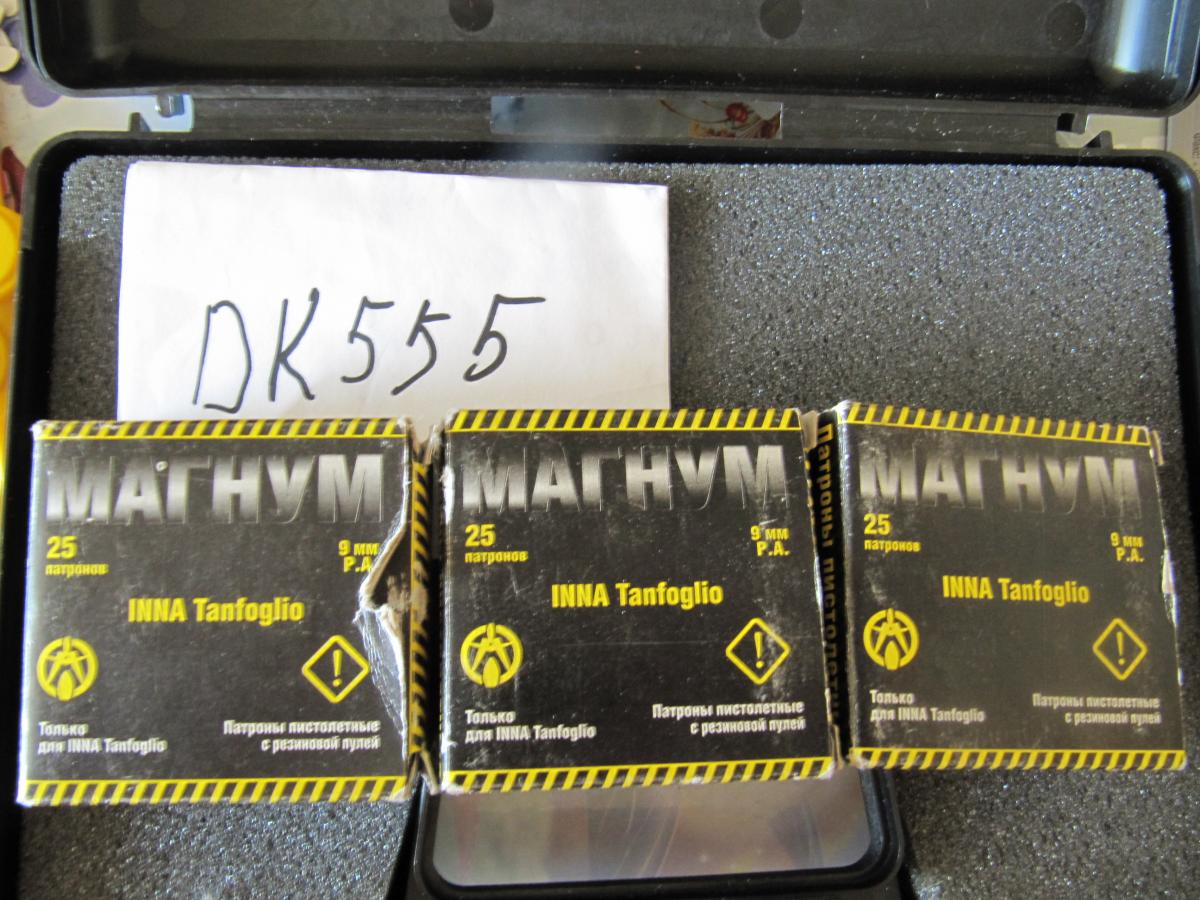 DK555
МАГНУМ
25
патронов
9 мм
Р.А.
INNA Tanfoglio
Только
для INNA Tanfoglio
Патроны пистолетные
с резиновой пулей
МАГНУМ
25
патронов
9 мм
Р.А.
INNA Tanfoglio
Только
для INNA Tanfoglio
Патроны пистолетные
с резиновой пулей
Патроны пистолетн
МАГНУМ
25
патронов
9 мм
Р.А.
INNA Tanfoglio
Только
для INNA Tanfoglio
Патроны пистолетные
с резиновой пулей